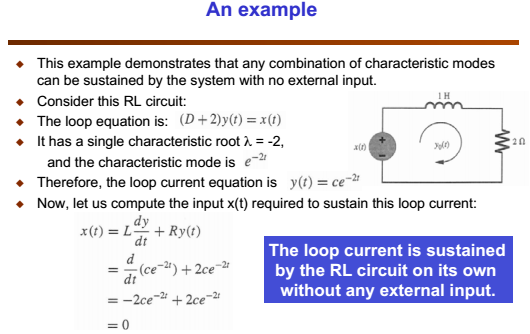 An example
◆ This example demonstrates that any combination of characteristic modes
can be sustained by the system with no external input.
◆ Consider this RL circuit:
◆ The loop equation is: (D + 2)y(t) = x(t)
◆ It has a single characteristic root λ = -2,
and the characteristic mode is e^{-2t}
◆ Therefore, the loop current equation is y(t) = ce^{-2t}
◆ Now, let us compute the input x(t) required to sustain this loop current:
x(t) = L dy/dt + Ry(t)
= d/dt (ce^{-2t}) + 2ce^{-2t}
= -2ce^{-2t} + 2ce^{-2t}
= 0
1 H
x(t)
+
-
y₀(t)
2 Ω
The loop current is sustained
by the RL circuit on its own
without any external input.